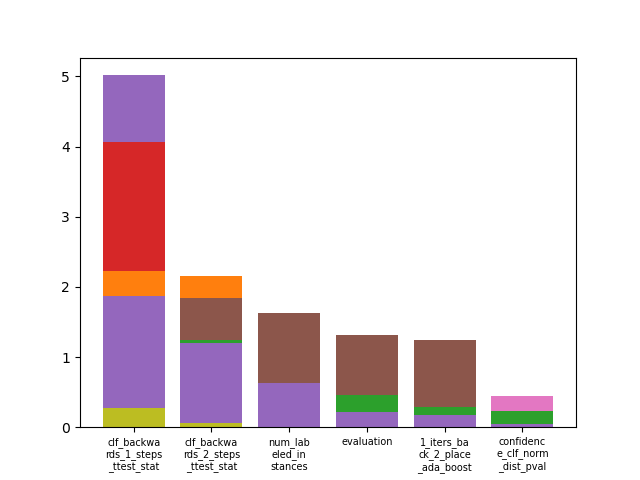 5
4
3
2
1
0
clf_backwa
rds_1_steps
_ttest_stat
clf_backwa
rds_2_steps
_ttest_stat
num_lab
eled_in
stances
evaluation
1_iters_ba
ck_2_place
_ada_boost
confidenc
e_clf_norm
_dist_pval